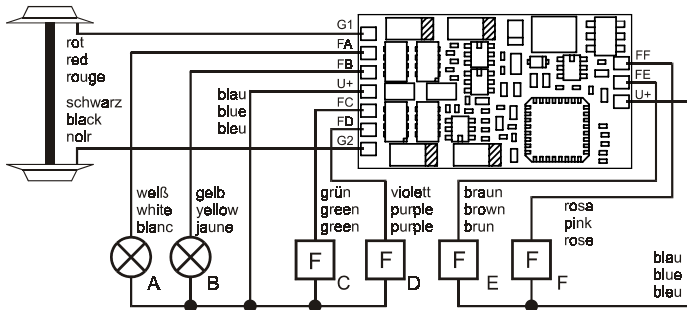 G1
FA
FB
U+
FC
FD
G2
FF
FE
U+
rot
red
rouge
schwarz
black
noir
blau
blue
bleu
weiß
white
blanc
gelb
yellow
jaune
grün
green
green
violett
purple
purple
braun
brown
brun
rosa
pink
rose
blau
blue
bleu
A
B
F
C
F
D
F
E
F
F